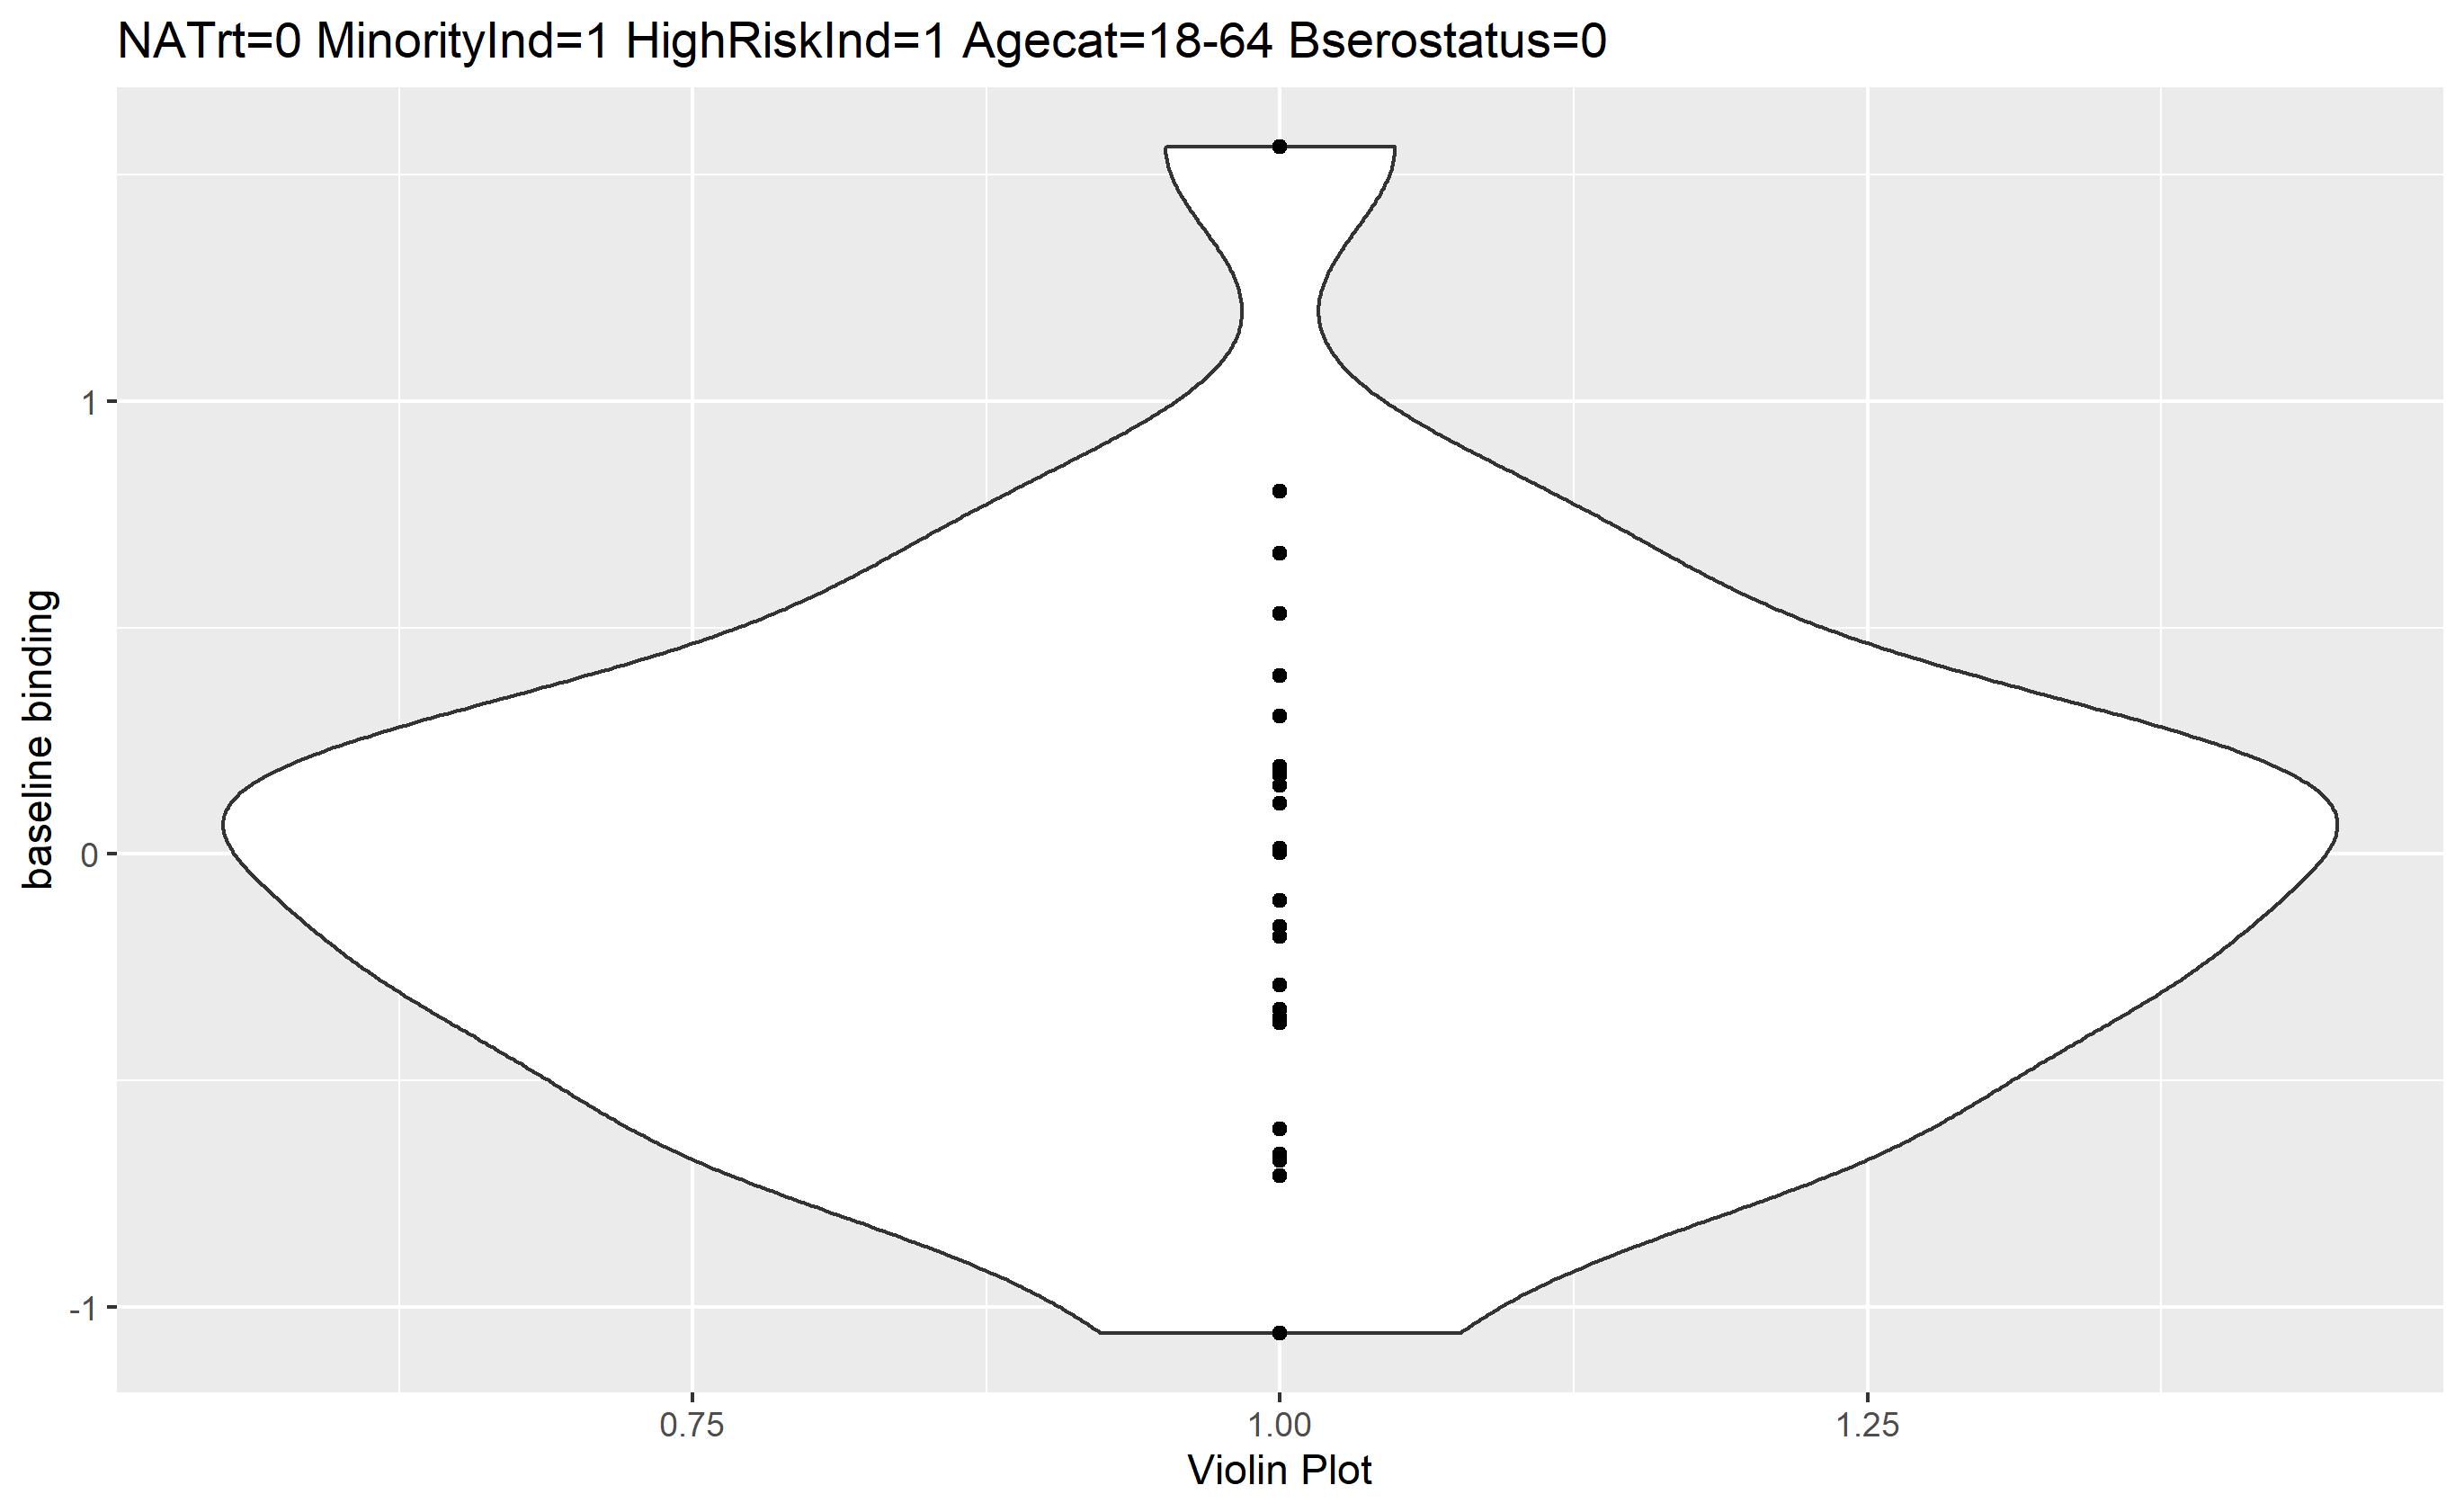 NATrt=0 MinorityInd=1 HighRiskInd=1 Agecat=18-64 Bserostatus=0
baseline binding
1
0
-1
0.75 1.00 1.25
Violin Plot